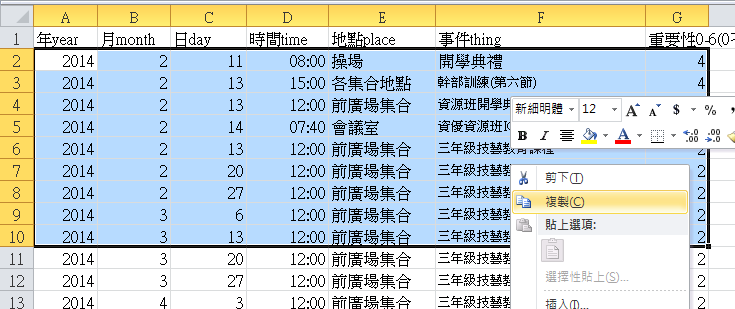 A B C D E F G
1 年year 月month 日day 時間time 地點place 事件thing 重要性0-6(0
2 2014 2 11 08:00 操場 開學典禮 4
3 2014 2 13 15:00 各集合地點 幹部訓練(第六節) 4
4 2014 2 13 12:00 前廣場集合 資源班開學典
5 2014 2 14 07:40 會議室 資優資源班
6 2014 2 13 12:00 前廣場集合 三年級技藝教育課程 2
7 2014 2 20 12:00 前廣場集合 三年級技藝 2
8 2014 2 27 12:00 前廣場集合 三年級技藝 2
9 2014 3 6 12:00 前廣場集合 三年級技藝 2
10 2014 3 13 12:00 前廣場集合 三年級技藝 2
11 2014 3 20 12:00 前廣場集合 三年級技藝 2
12 2014 3 27 12:00 前廣場集合 三年級技藝 2
13 2014 4 3 12:00 前廣場集合 三年級技藝 2
新細明體 12 A A $ % ,
B I A .00 .00
剪下(T)
複製(C)
貼上選項:
A
選擇性貼上(S)...
插入(I)...